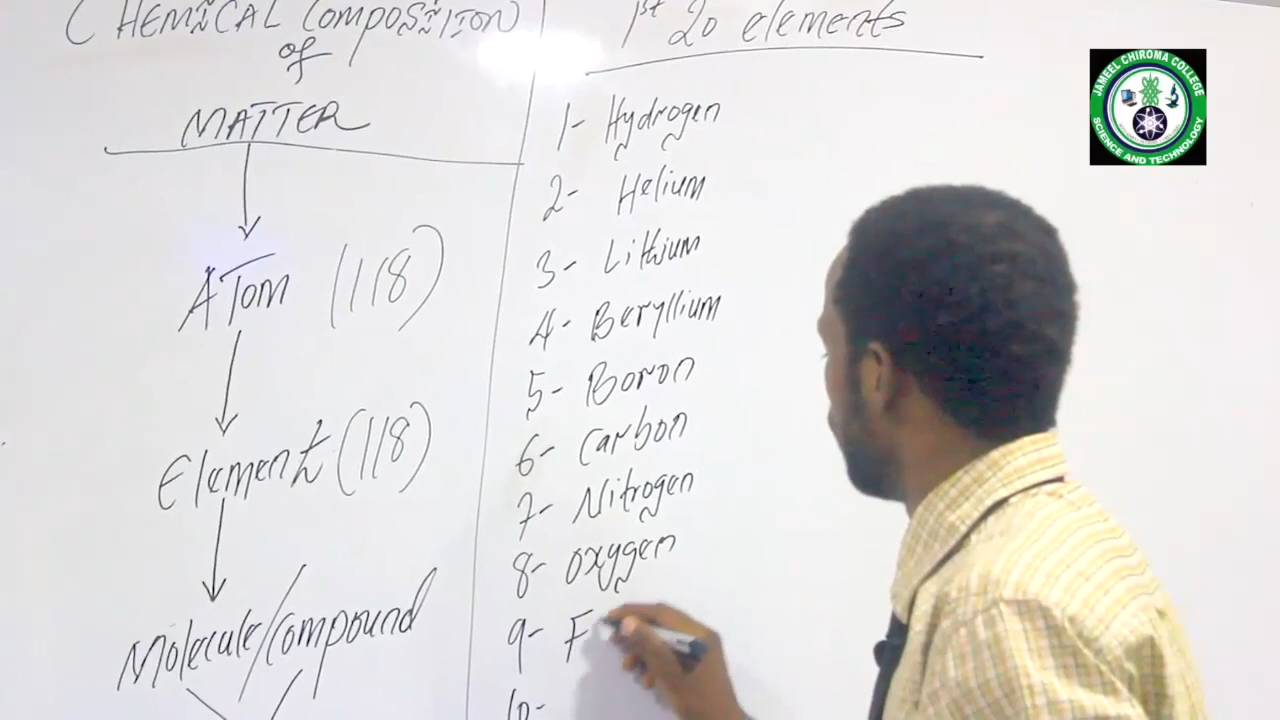 CHEMICAL COMPOSITION
of
MATTER
ATom (118)
Element (118)
Molecule/compound
1st 20 elements
1- Hydrogen
2- Helium
3- Lithium
4- Beryllium
5- Boron
6- Carbon
7- Nitrogen
8- Oxygen
9- F
10-
JAMEEL CHIROMA COLLEGE
SCIENCE AND TECHNOLOGY